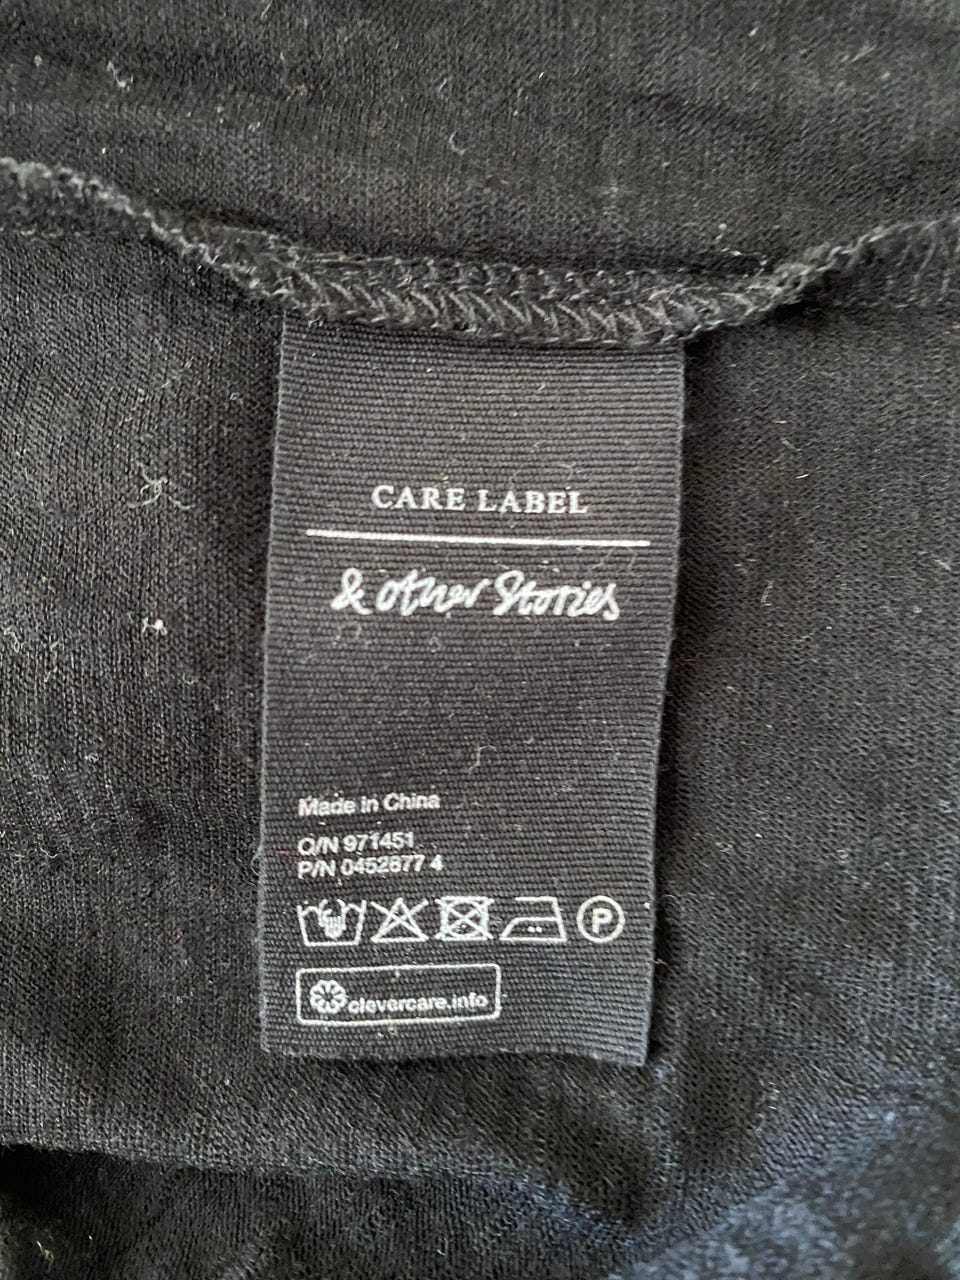 CARE LABEL
& other Stories
Made in China
O/N 971451
P/N 0452877 4
P
clevercare.info